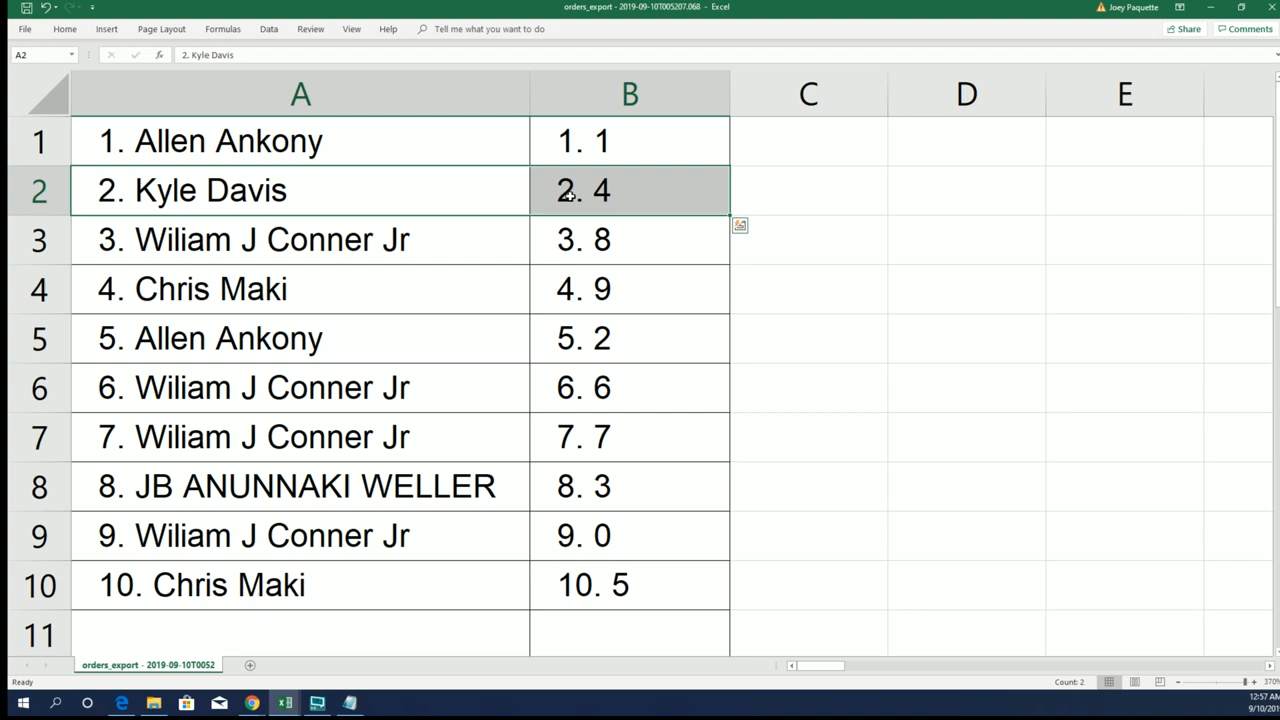 orders_export - 2019-09-10T005207.068 - Excel
Joey Paquette
File Home Insert Page Layout Formulas Data Review View Help Tell me what you want to do Share Comments
A2 fx 2. Kyle Davis
A B C D E
1 1. Allen Ankony 1. 1
2 2. Kyle Davis 2. 4
3 3. Wiliam J Conner Jr 3. 8
4 4. Chris Maki 4. 9
5 5. Allen Ankony 5. 2
6 6. Wiliam J Conner Jr 6. 6
7 7. Wiliam J Conner Jr 7. 7
8 8. JB ANUNNAKI WELLER 8. 3
9 9. Wiliam J Conner Jr 9. 0
10 10. Chris Maki 10. 5
11
orders_export - 2019-09-10T0052
Ready Count: 2 370%
12:57 AM
9/10/20